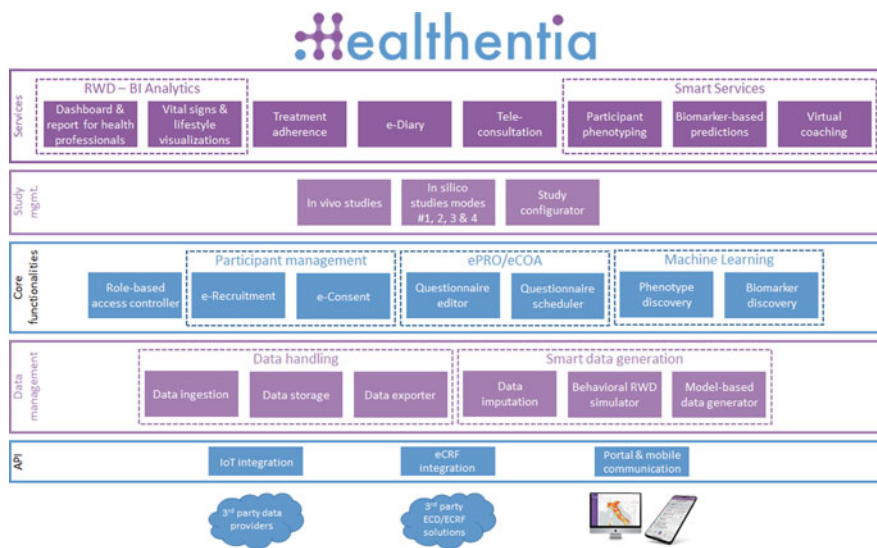 Healthentia
Services
RWD – BI Analytics
Dashboard &
report for health
professionals
Vital signs &
lifestyle
visualizations
Treatment
adherence
e-Diary
Tele-
consultation
Smart Services
Participant
phenotyping
Biomarker-based
predictions
Virtual
coaching
Study
mgmt.
In vivo studies
In silico
studies modes
#1, 2, 3 & 4
Study
configurator
Core
functionalities
Role-based
access controller
Participant management
e-Recruitment
e-Consent
ePRO/eCOA
Questionnaire
editor
Questionnaire
scheduler
Machine Learning
Phenotype
discovery
Biomarker
discovery
Data
management
Data handling
Data ingestion
Data storage
Data exporter
Smart data generation
Data
imputation
Behavioral RWD
simulator
Model-based
data generator
API
IoT integration
eCRF
integration
Portal & mobile
communication
3rd party data
providers
3rd party
ECD/ECRF
solutions